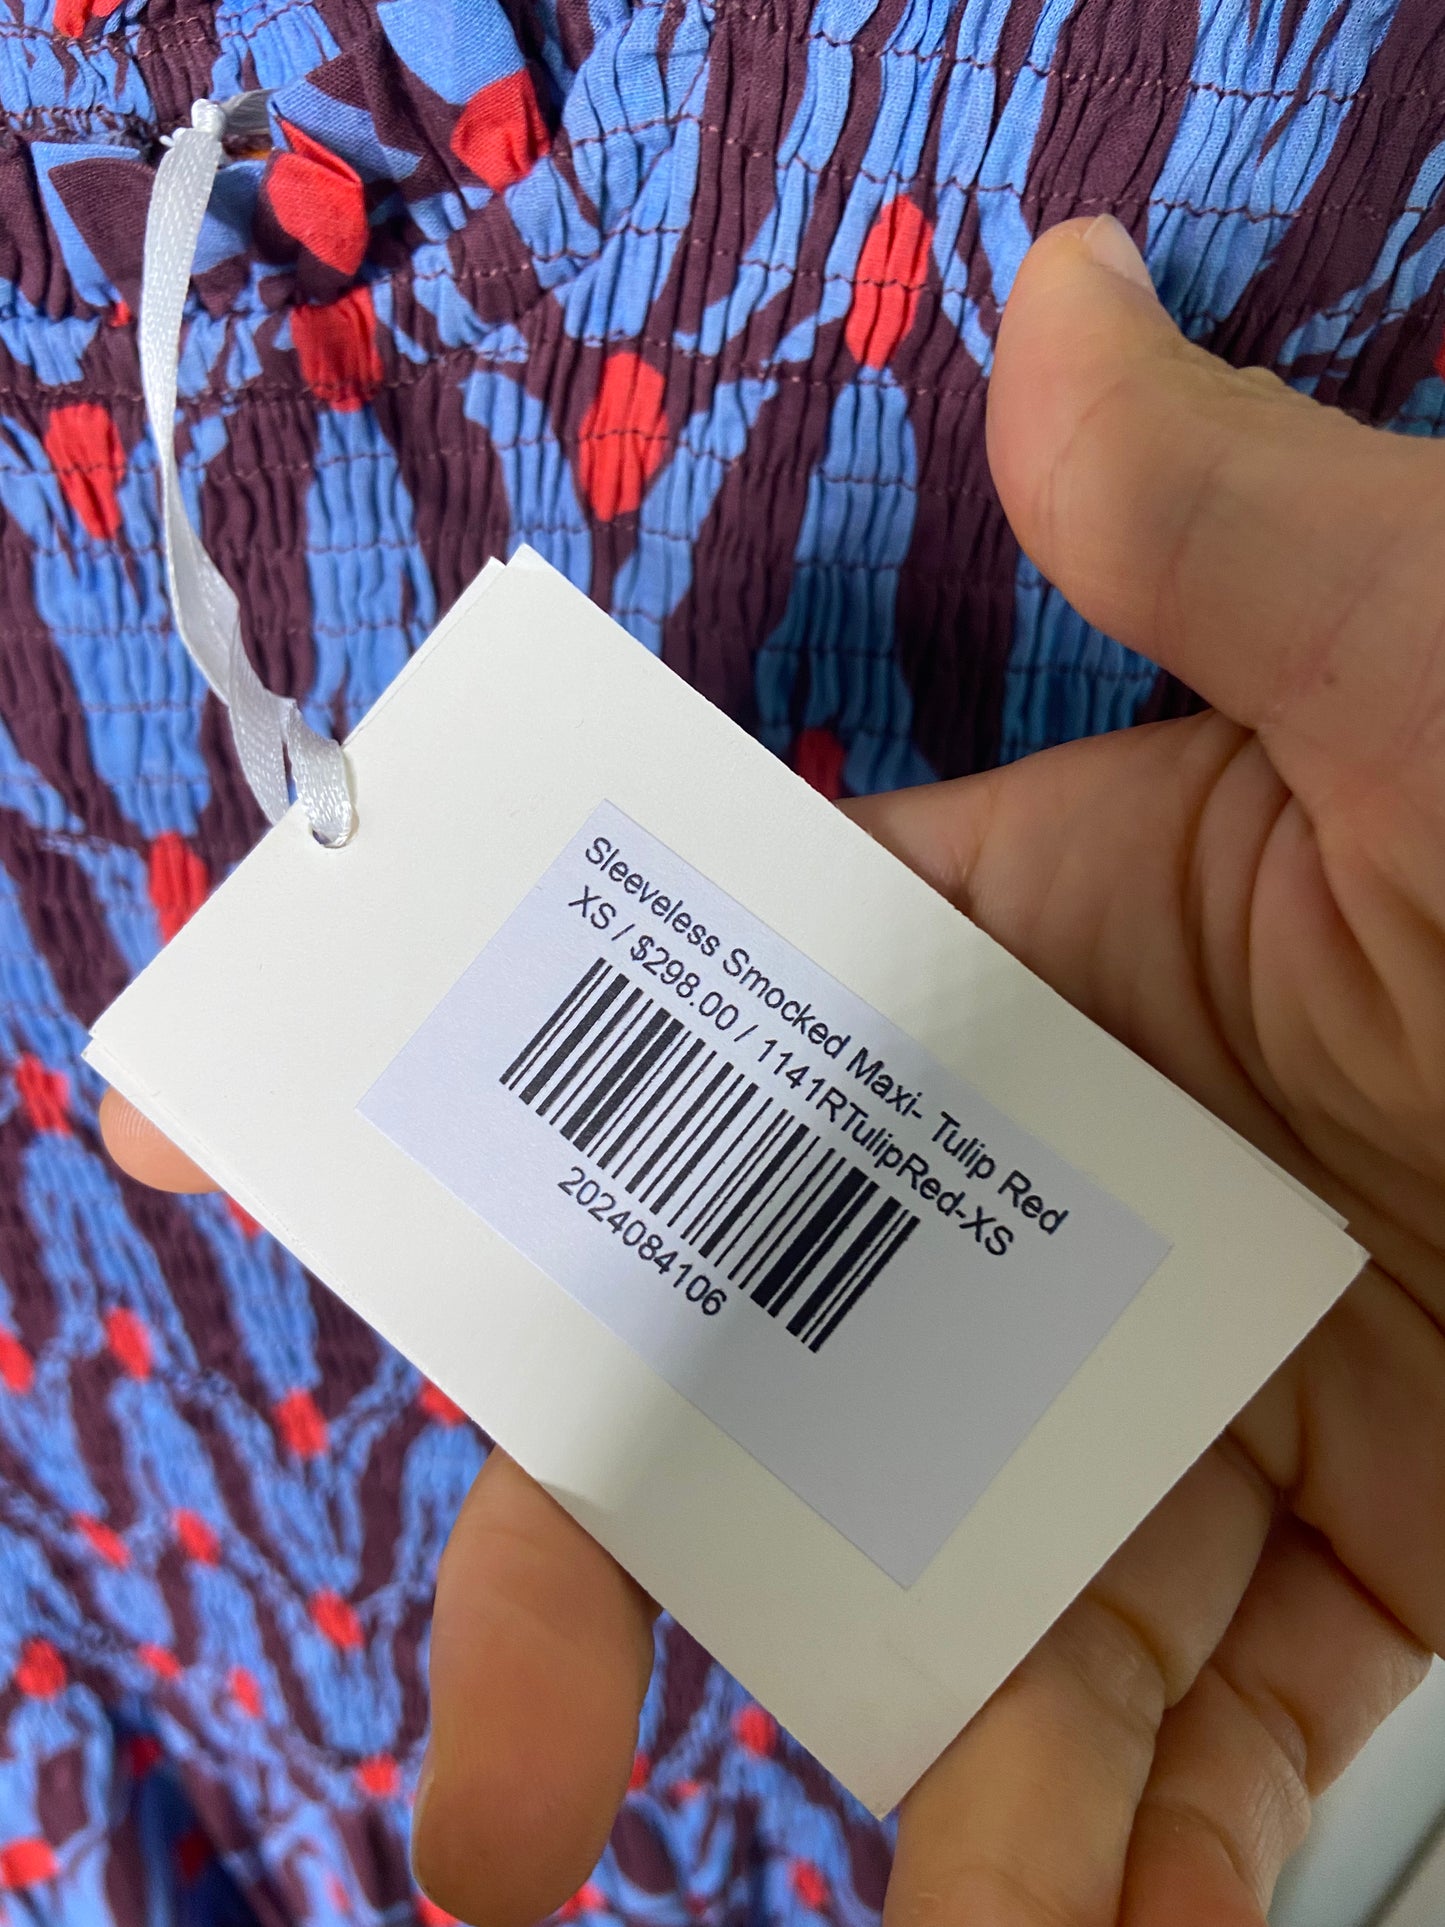 Sleeveless Smocked Maxi- Tulip Red
XS / $298.00 / 1141RTulipRed-XS
2024084106